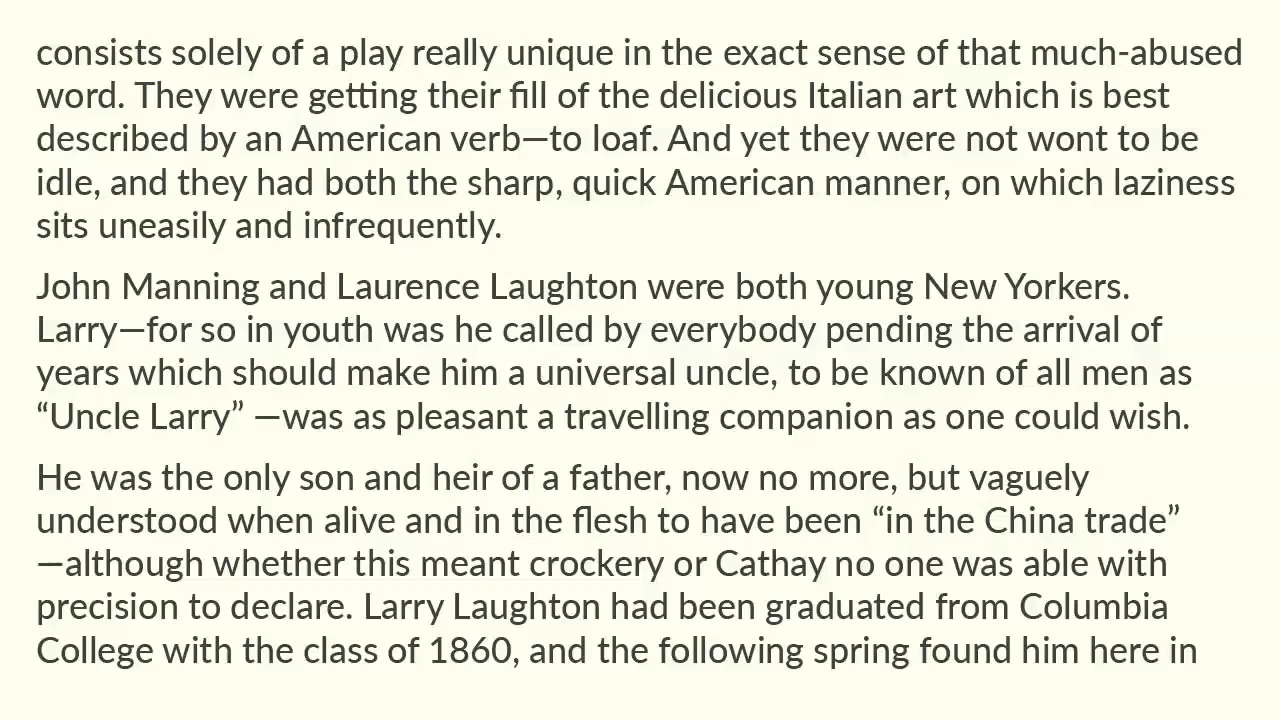 consists solely of a play really unique in the exact sense of that much-abused
word. They were getting their fill of the delicious Italian art which is best
described by an American verb—to loaf. And yet they were not wont to be
idle, and they had both the sharp, quick American manner, on which laziness
sits uneasily and infrequently.
John Manning and Laurence Laughton were both young New Yorkers.
Larry—for so in youth was he called by everybody pending the arrival of
years which should make him a universal uncle, to be known of all men as
“Uncle Larry” —was as pleasant a travelling companion as one could wish.
He was the only son and heir of a father, now no more, but vaguely
understood when alive and in the flesh to have been “in the China trade”
—although whether this meant crockery or Cathay no one was able with
precision to declare. Larry Laughton had been graduated from Columbia
College with the class of 1860, and the following spring found him here in